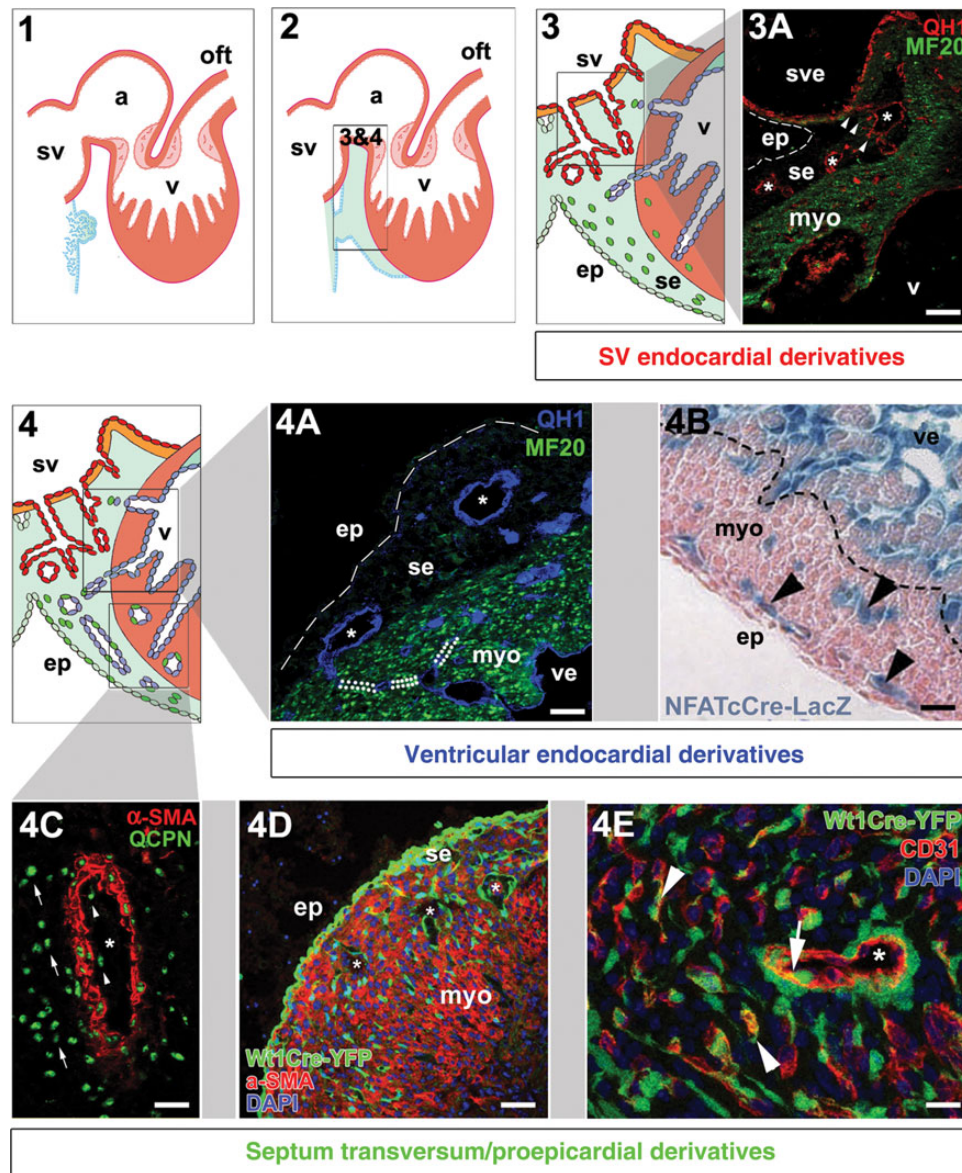 1
oft
a
sv
v
2
oft
a
3&4
sv
v
3
sv
v
ep
se
3A
QH1
MF20
sve
*
ep
se
*
*
myo
v
SV endocardial derivatives
4
sv
v
ep
4A
QH1
MF20
*
ep
se
*
myo
ve
4B
ve
myo
ep
NFATcCre-LacZ
Ventricular endocardial derivatives
4C
α-SMA
QCPN
*
4D
se
ep
*
*
*
myo
Wt1Cre-YFP
a-SMA
DAPI
4E
Wt1Cre-YFP
CD31
DAPI
*
Septum transversum/proepicardial derivatives